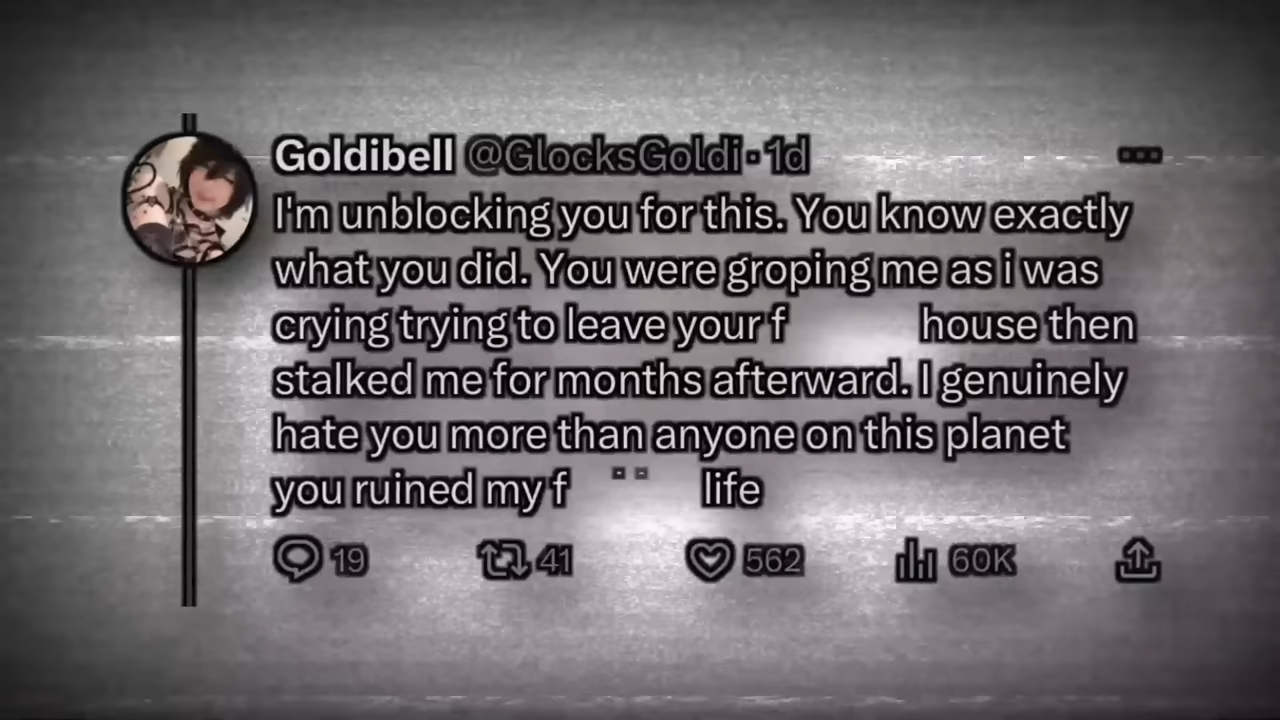 Goldibell @GlocksGoldi · 1d
I'm unblocking you for this. You know exactly
what you did. You were groping me as i was
crying trying to leave your f house then
stalked me for months afterward. I genuinely
hate you more than anyone on this planet
you ruined my f life
19 41 562 60K